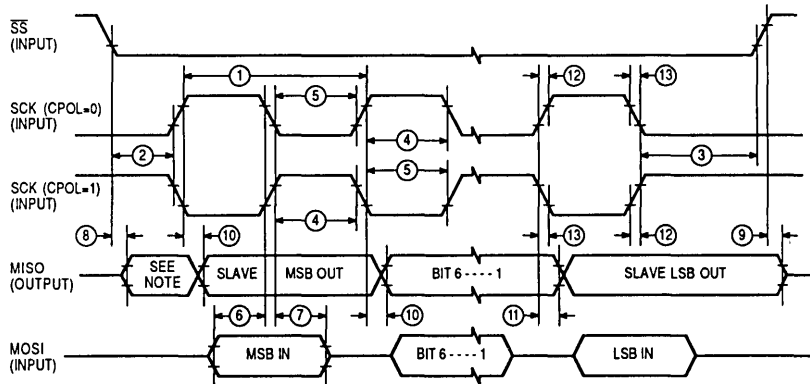 SS
(INPUT)
1
12
13
5
SCK (CPOL=0)
(INPUT)
4
2
3
5
SCK (CPOL=1)
(INPUT)
4
13
12
8
10
9
MISO
(OUTPUT)
SEE
NOTE
SLAVE
MSB OUT
BIT 6 - - - - 1
SLAVE LSB OUT
6
7
10
11
MOSI
(INPUT)
MSB IN
BIT 6 - - - - 1
LSB IN